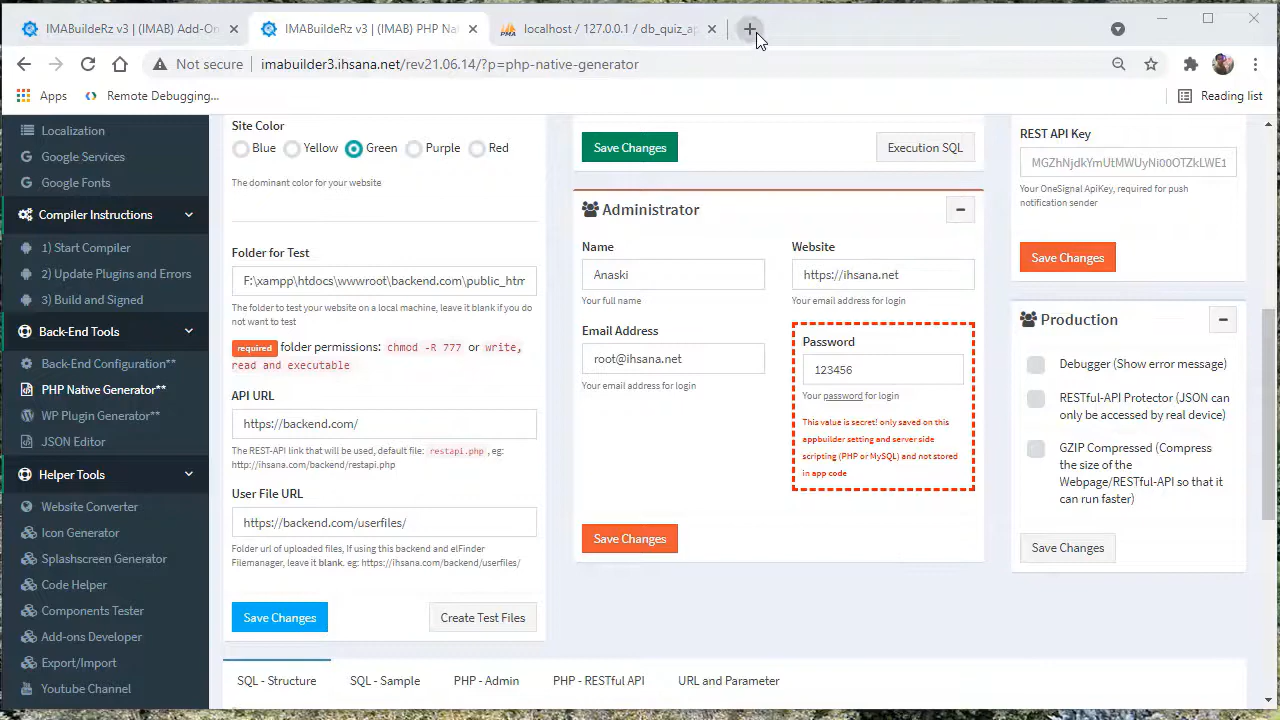 IMABuildeRz v3 | (IMAB) Add-On
IMABuildeRz v3 | (IMAB) PHP Na
localhost / 127.0.0.1 / db_quiz_ap
Not secure
imabuilder3.ihsana.net/rev21.06.14/?p=php-native-generator
Apps
Remote Debugging...
Reading list
Localization
Google Services
Google Fonts
Compiler Instructions
1) Start Compiler
2) Update Plugins and Errors
3) Build and Signed
Back-End Tools
Back-End Configuration**
PHP Native Generator**
WP Plugin Generator**
JSON Editor
Helper Tools
Website Converter
Icon Generator
Splashscreen Generator
Code Helper
Components Tester
Add-ons Developer
Export/Import
Youtube Channel
Site Color
Blue Yellow Green Purple Red
The dominant color for your website
Folder for Test
F:\xampp\htdocs\wwwroot\backend.com\public_htm
The folder to test your website on a local machine, leave it blank if you do
not want to test
required folder permissions: chmod -R 777 or write,
read and executable
API URL
https://backend.com/
The REST-API link that will be used, default file: restapi.php , eg:
http://ihsana.com/backend/restapi.php
User File URL
https://backend.com/userfiles/
Folder url of uploaded files, If using this backend and elFinder
Filemanager, leave it blank. eg: https://ihsana.com/backend/userfiles/
Save Changes
Create Test Files
Save Changes
Execution SQL
Administrator
Name
Anaski
Your full name
Website
https://ihsana.net
Your email address for login
Email Address
root@ihsana.net
Your email address for login
Password
123456
Your password for login
This value is secret! only saved on this
appbuilder setting and server side
scripting (PHP or MySQL) and not stored
in app code
Save Changes
REST API Key
MGZhNjdkYmUtMWUyNi00OTZkLWE1
Your OneSignal ApiKey, required for push
notification sender
Save Changes
Production
Debugger (Show error message)
RESTful-API Protector (JSON can
only be accessed by real device)
GZIP Compressed (Compress
the size of the
Webpage/RESTful-API so that it
can run faster)
Save Changes
SQL - Structure
SQL - Sample
PHP - Admin
PHP - RESTful API
URL and Parameter